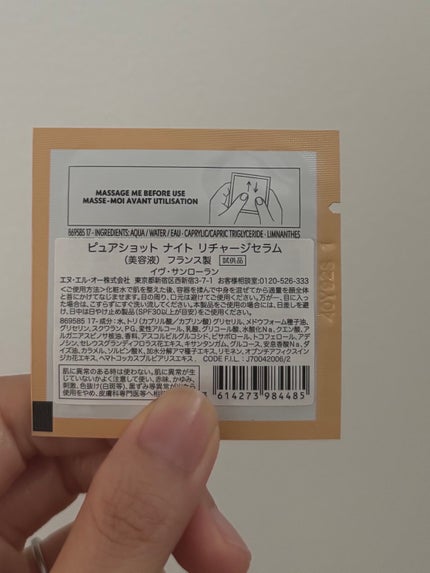 MASSAGE ME BEFORE USE
MASSE-MOI AVANT UTILISATION
869585 17 - INGREDIENTS: AQUA / WATER / EAU - CAPRYLIC/CAPRIC TRIGLYCERIDE - LIMNANTHES
ピュアショット ナイト リチャージセラム
(美容液) フランス製 試供品
イヴ・サンローラン
エヌ・エル・オー株式会社 東京都新宿区西新宿3-7-1 お客様相談室:0120-526-333
<ご使用方法>化粧水で肌を整えた後、容器を揉んで中身を混ぜてから適量を顔全体
と首にかけてなじませます。目の周り、口元は避けてご使用ください。万が一、目に入っ
た場合は、こすらずにすぐ洗い流してください。本製品をご使用の場合には、日差しを避
け、日中は日やけ止め製品(SPF30以上が目安)をご使用ください。
869585 17-成分:水、トリ(カプリル酸/カプリン酸)グリセリル、メドウフォーム種子油、
グリセリン、スクワラン、PG、変性アルコール、乳酸、グリコール酸、水酸化Na、クエン酸、ア
ルガニアスピノサ核油、香料、アスコルビルグルコシド、ビサボロール、トコフェロール、アデ
ノシン、セレウスグランディフロラス花エキス、キサンタンガム、グルコース、安息香酸Na、ダ
イズ油、カラメル、ソルビン酸K、加水分解アマ種子エキス、リモネン、オプンチアフィクスイン
ジカ花エキス、ヤマトコッカスプルビアリスエキス、 CODE F.I.L. : J70042006/2
肌に異常のある時は使わない。肌に異常が生
じていないかよく注意して使い、赤味、かゆみ、
刺激、色抜け(白斑等)、黒ずみ等異常が
使用をやめ、皮膚科専門医等へ相
3 614273 984485